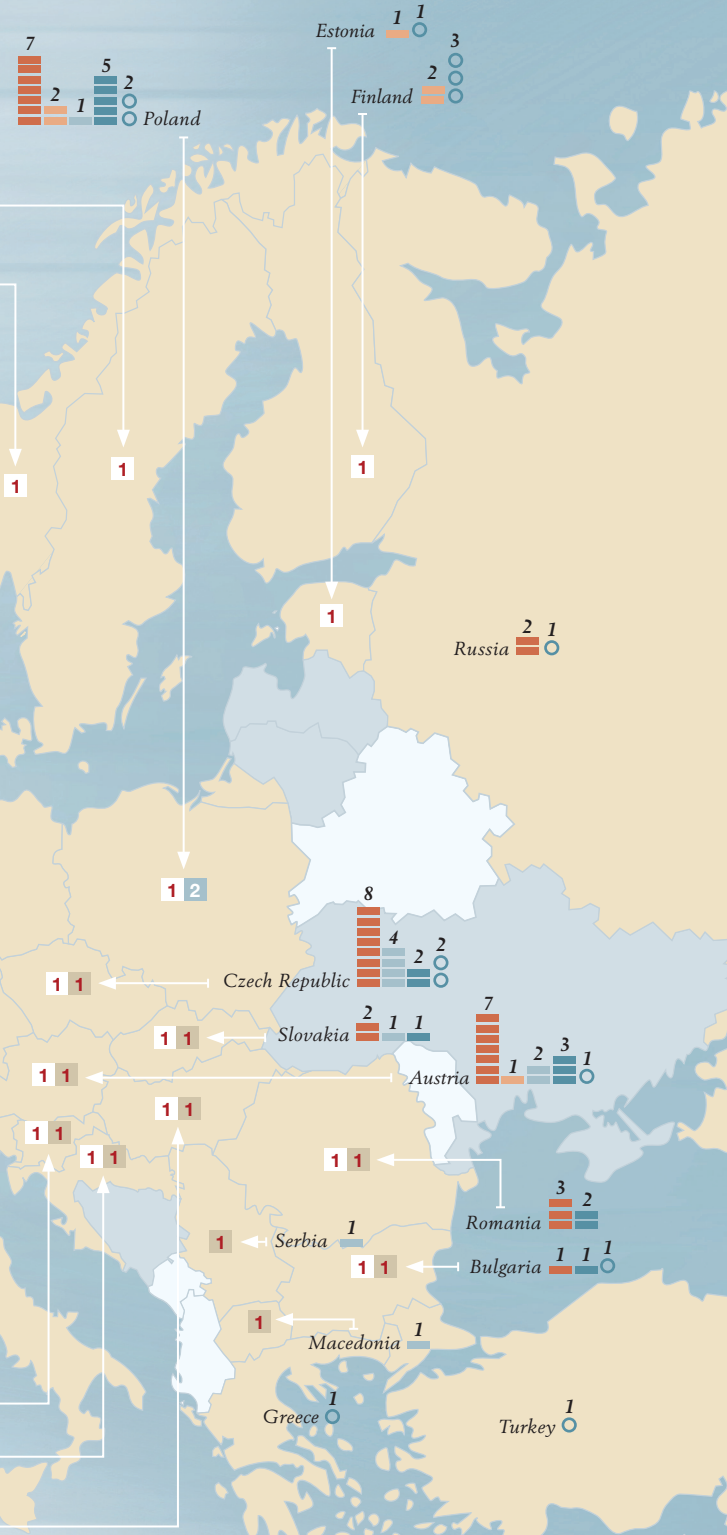 Estonia 1 1
7 2 1 5 2 Poland
Finland 2 3
1
1
1
1
Russia 2 1
1 2
8 4 2 2
1 1 Czech Republic
1 1 Slovakia 2 1 1
1 1 Austria 7 1 2 3 1
1 1
1 1
1 1
1 1
Romania 3 2
1 Serbia 1
1 1 Bulgaria 1 1 1
1
Macedonia 1
Greece 1
Turkey 1